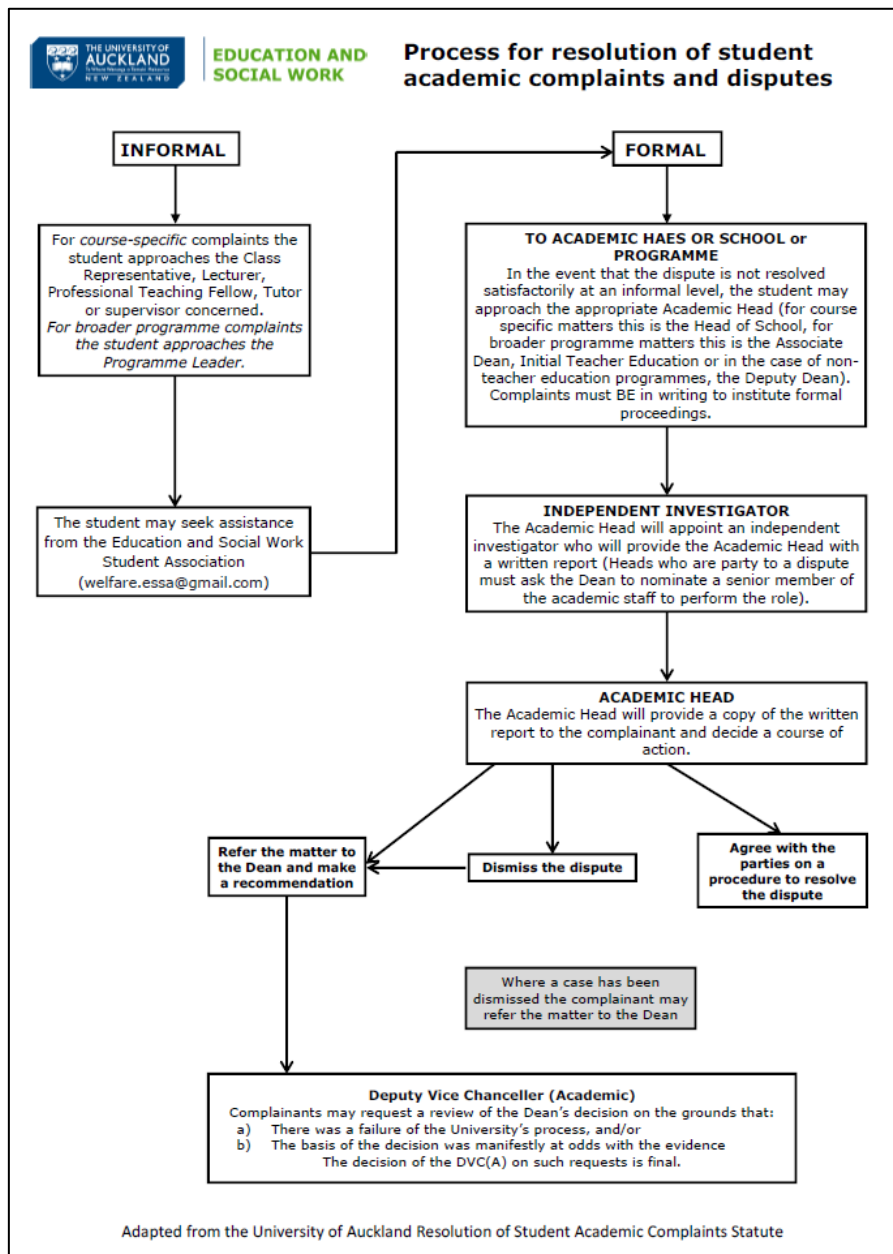 THE UNIVERSITY OF
AUCKLAND
NEW ZEALAND
EDUCATION AND
SOCIAL WORK
Process for resolution of student
academic complaints and disputes
INFORMAL
For course-specific complaints the
student approaches the Class
Representative, Lecturer,
Professional Teaching Fellow, Tutor
or supervisor concerned.
For broader programme complaints
the student approaches the
Programme Leader.
The student may seek assistance
from the Education and Social Work
Student Association
(welfare.essa@gmail.com)
FORMAL
TO ACADEMIC HAES OR SCHOOL or
PROGRAMME
In the event that the dispute is not resolved
satisfactorily at an informal level, the student may
approach the appropriate Academic Head (for course
specific matters this is the Head of School, for
broader programme matters this is the Associate
Dean, Initial Teacher Education or in the case of non-
teacher education programmes, the Deputy Dean).
Complaints must BE in writing to institute formal
proceedings.
INDEPENDENT INVESTIGATOR
The Academic Head will appoint an independent
investigator who will provide the Academic Head with
a written report (Heads who are party to a dispute
must ask the Dean to nominate a senior member of
the academic staff to perform the role).
ACADEMIC HEAD
The Academic Head will provide a copy of the written
report to the complainant and decide a course of
action.
Refer the matter to
the Dean and make
a recommendation
Dismiss the dispute
Agree with the
parties on a
procedure to resolve
the dispute
Where a case has been
dismissed the complainant may
refer the matter to the Dean
Deputy Vice Chanceller (Academic)
Complainants may request a review of the Dean's decision on the grounds that:
a) There was a failure of the University's process, and/or
b) The basis of the decision was manifestly at odds with the evidence
The decision of the DVC(A) on such requests is final.
Adapted from the University of Auckland Resolution of Student Academic Complaints Statute